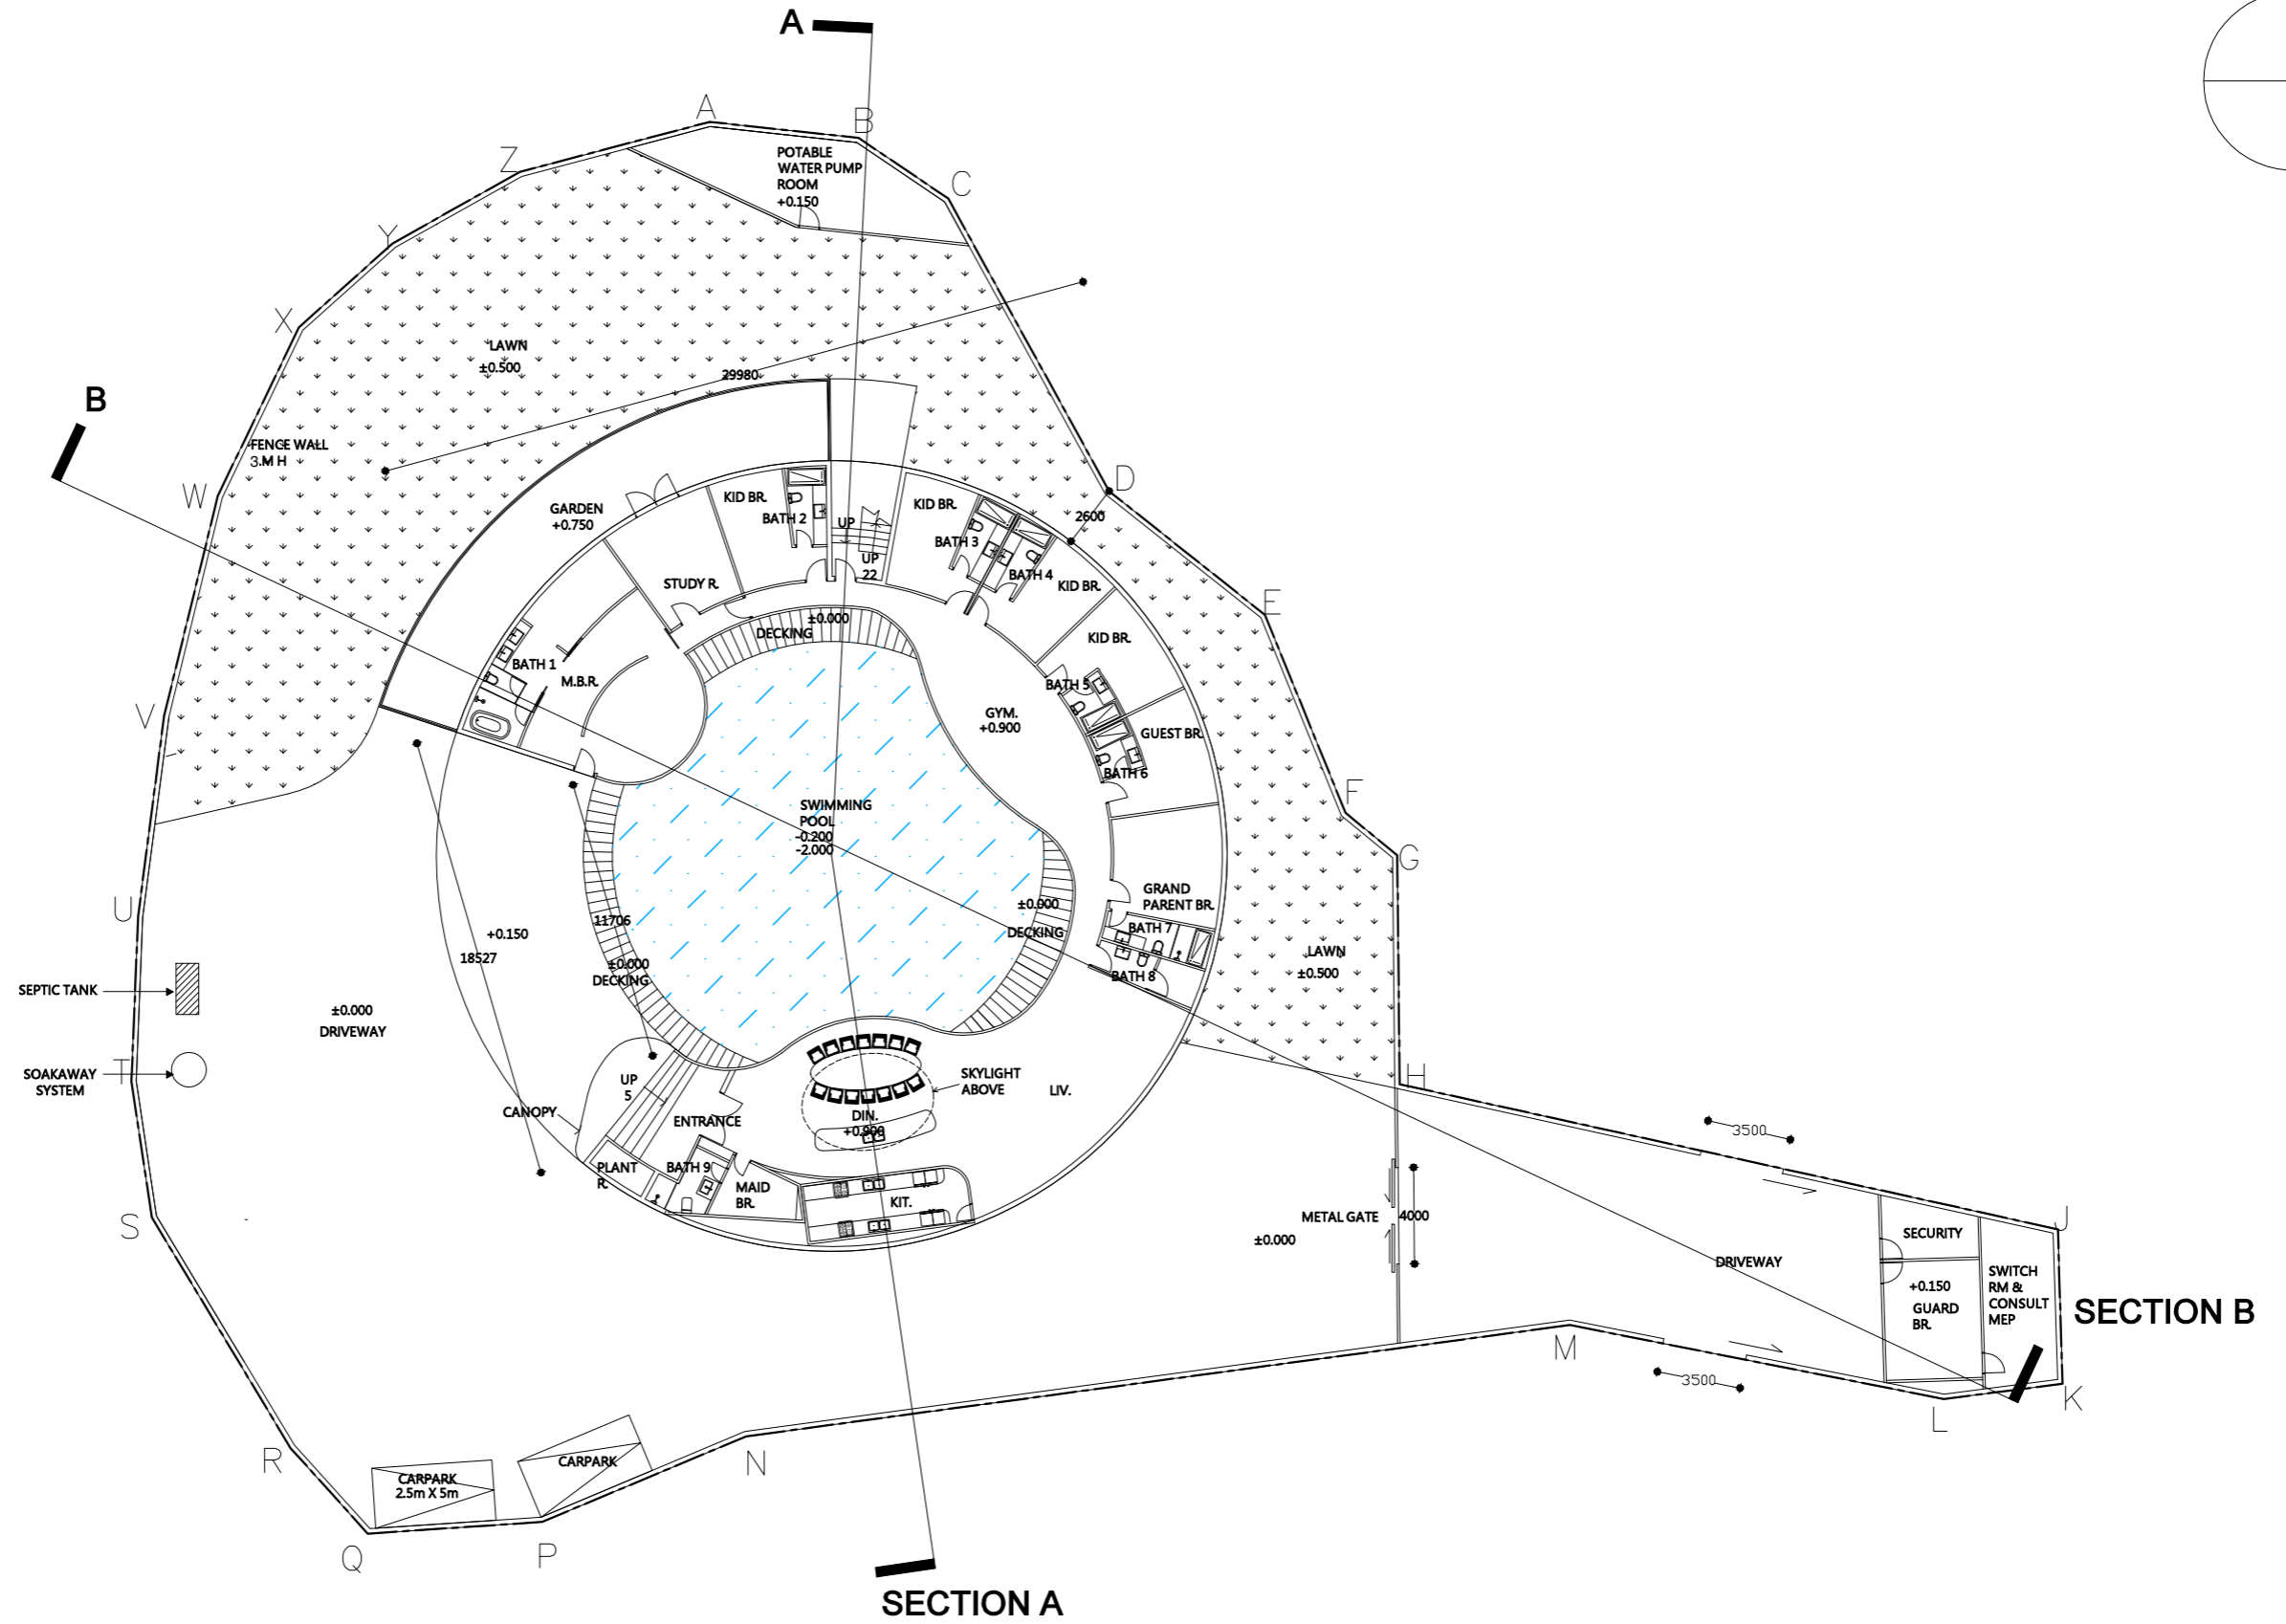 A
A
B
Z
POTABLE
WATER PUMP
ROOM
+0.150
C
Y
X
LAWN
±0.500
29980
B
FENCE WALL
3.M H
W
D
GARDEN
+0.750
KID BR.
BATH 2
UP
UP
22
KID BR.
BATH 3
2600
BATH 4
KID BR.
STUDY R.
E
±0.000
DECKING
KID BR.
BATH 1
M.B.R.
BATH 5
V
GYM.
+0.900
GUEST BR.
BATH 6
F
SWIMMING
POOL
-0.200
-2.000
G
GRAND
PARENT BR.
U
±0.000
DECKING
BATH 7
BATH 8
+0.150
11706
18527
±0.000
DECKING
LAWN
±0.500
SEPTIC TANK
±0.000
DRIVEWAY
SOAKAWAY
SYSTEM
T
H
UP
5
SKYLIGHT
ABOVE
LIV.
CANOPY
ENTRANCE
DIN.
+0.900
3500
PLANT
R.
BATH 9
MAID
BR.
KIT.
METAL GATE
4000
±0.000
S
J
SECURITY
DRIVEWAY
+0.150
GUARD
BR.
SWITCH
RM &
CONSULT
MEP
SECTION B
M
3500
K
L
N
R
CARPARK
2.5m X 5m
CARPARK
Q
P
SECTION A